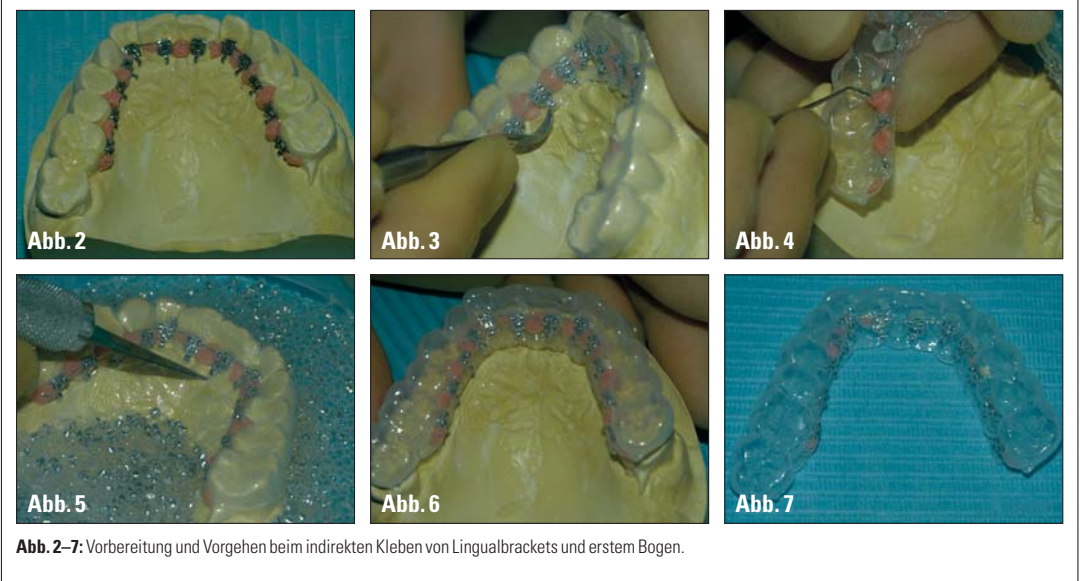 Abb. 2
Abb. 3
Abb. 4
Abb. 5
Abb. 6
Abb. 7
Abb. 2–7: Vorbereitung und Vorgehen beim indirekten Kleben von Lingualbrackets und erstem Bogen.